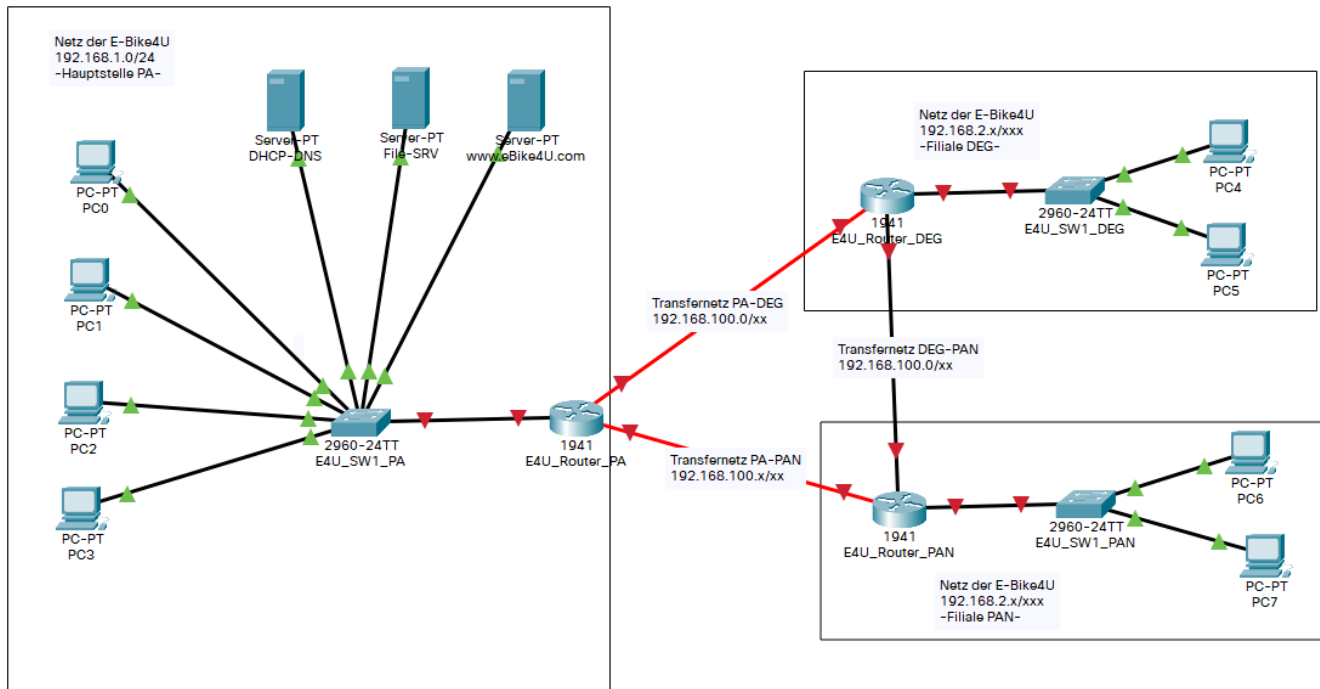 Netz der E-Bike4U
192.168.1.0/24
-Hauptstelle PA-
Server-PT
DHCP-DNS
Server-PT
File-SRV
Server-PT
www.eBike4U.com
PC-PT
PC0
PC-PT
PC1
PC-PT
PC2
PC-PT
PC3
2960-24TT
E4U_SW1_PA
1941
E4U_Router_PA
Transfernetz PA-DEG
192.168.100.0/xx
Transfernetz PA-PAN
192.168.100.x/xx
Transfernetz DEG-PAN
192.168.100.0/xx
Netz der E-Bike4U
192.168.2.x/xxx
-Filiale DEG-
1941
E4U_Router_DEG
2960-24TT
E4U_SW1_DEG
PC-PT
PC4
PC-PT
PC5
1941
E4U_Router_PAN
2960-24TT
E4U_SW1_PAN
PC-PT
PC6
PC-PT
PC7
Netz der E-Bike4U
192.168.2.x/xxx
-Filiale PAN-